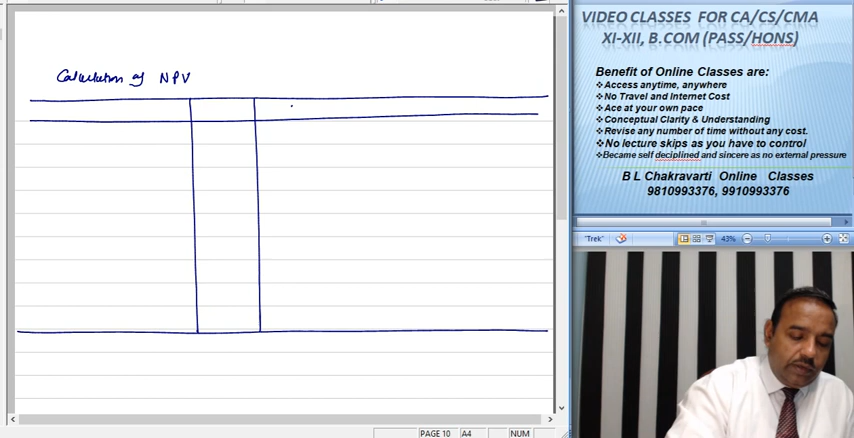 Calculation of NPV
PAGE 10 A4 NUM
VIDEO CLASSES FOR CA/CS/CMA
XI-XII, B.COM (PASS/HONS)
Benefit of Online Classes are:
❖Access anytime, anywhere
❖No Travel and Internet Cost
❖Ace at your own pace
❖Conceptual Clarity & Understanding
❖Revise any number of time without any cost.
❖No lecture skips as you have to control
❖Became self deciplined and sincere as no external pressure
B L Chakravarti Online Classes
9810993376, 9910993376
"Trek" 43%